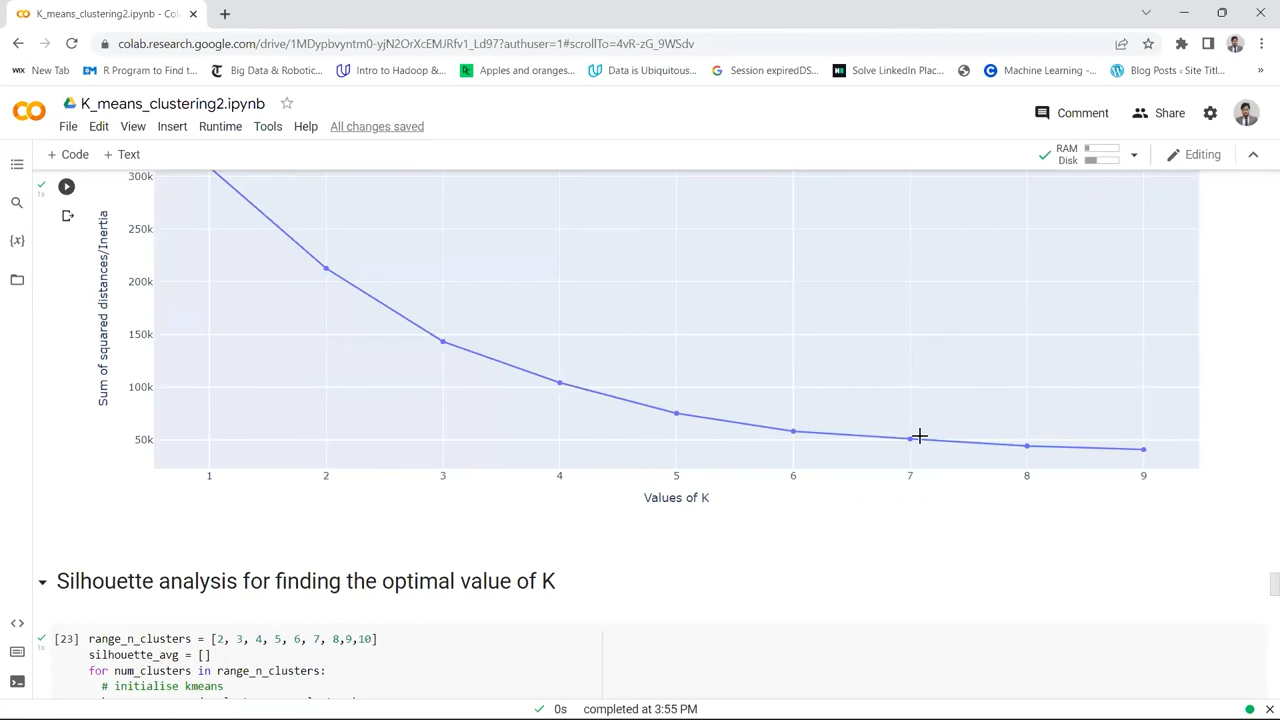 K_means_clustering2.ipynb - Col
colab.research.google.com/drive/1MDypbvyntm0-yjN2OrXcEMJRfv1_Ld97?authuser=1#scrollTo=4vR-zG_9WSdv
WIX New Tab R Program to Find t... Big Data & Robotic... Intro to Hadoop &... Apples and oranges... Data is Ubiquitous... Session expiredDS... Solve LinkedIn Plac... Machine Learning -... Blog Posts ‹ Site Titl... »
K_means_clustering2.ipynb
Comment Share
File Edit View Insert Runtime Tools Help All changes saved
+ Code + Text
RAM
Disk
Editing
1s
300k
250k
200k
150k
100k
50k
Sum of squared distances/Inertia
1 2 3 4 5 6 7 8 9
Values of K
Silhouette analysis for finding the optimal value of K
1s
[23] range_n_clusters = [2, 3, 4, 5, 6, 7, 8,9,10]
silhouette_avg = []
for num_clusters in range_n_clusters:
# initialise kmeans
0s completed at 3:55 PM